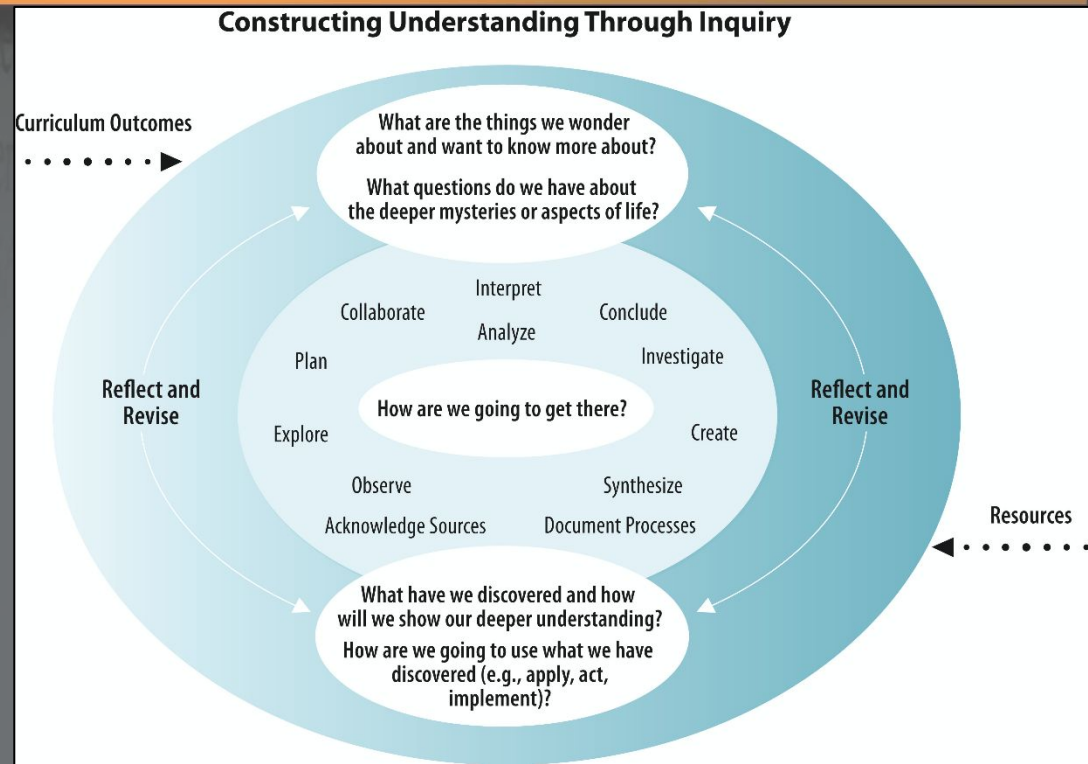 Constructing Understanding Through Inquiry
Curriculum Outcomes
What are the things we wonder
about and want to know more about?
What questions do we have about
the deeper mysteries or aspects of life?
Interpret
Collaborate
Conclude
Analyze
Plan
Investigate
Reflect and
Revise
How are we going to get there?
Reflect and
Revise
Explore
Create
Observe
Synthesize
Acknowledge Sources
Document Processes
Resources
What have we discovered and how
will we show our deeper understanding?
How are we going to use what we have
discovered (e.g., apply, act,
implement)?